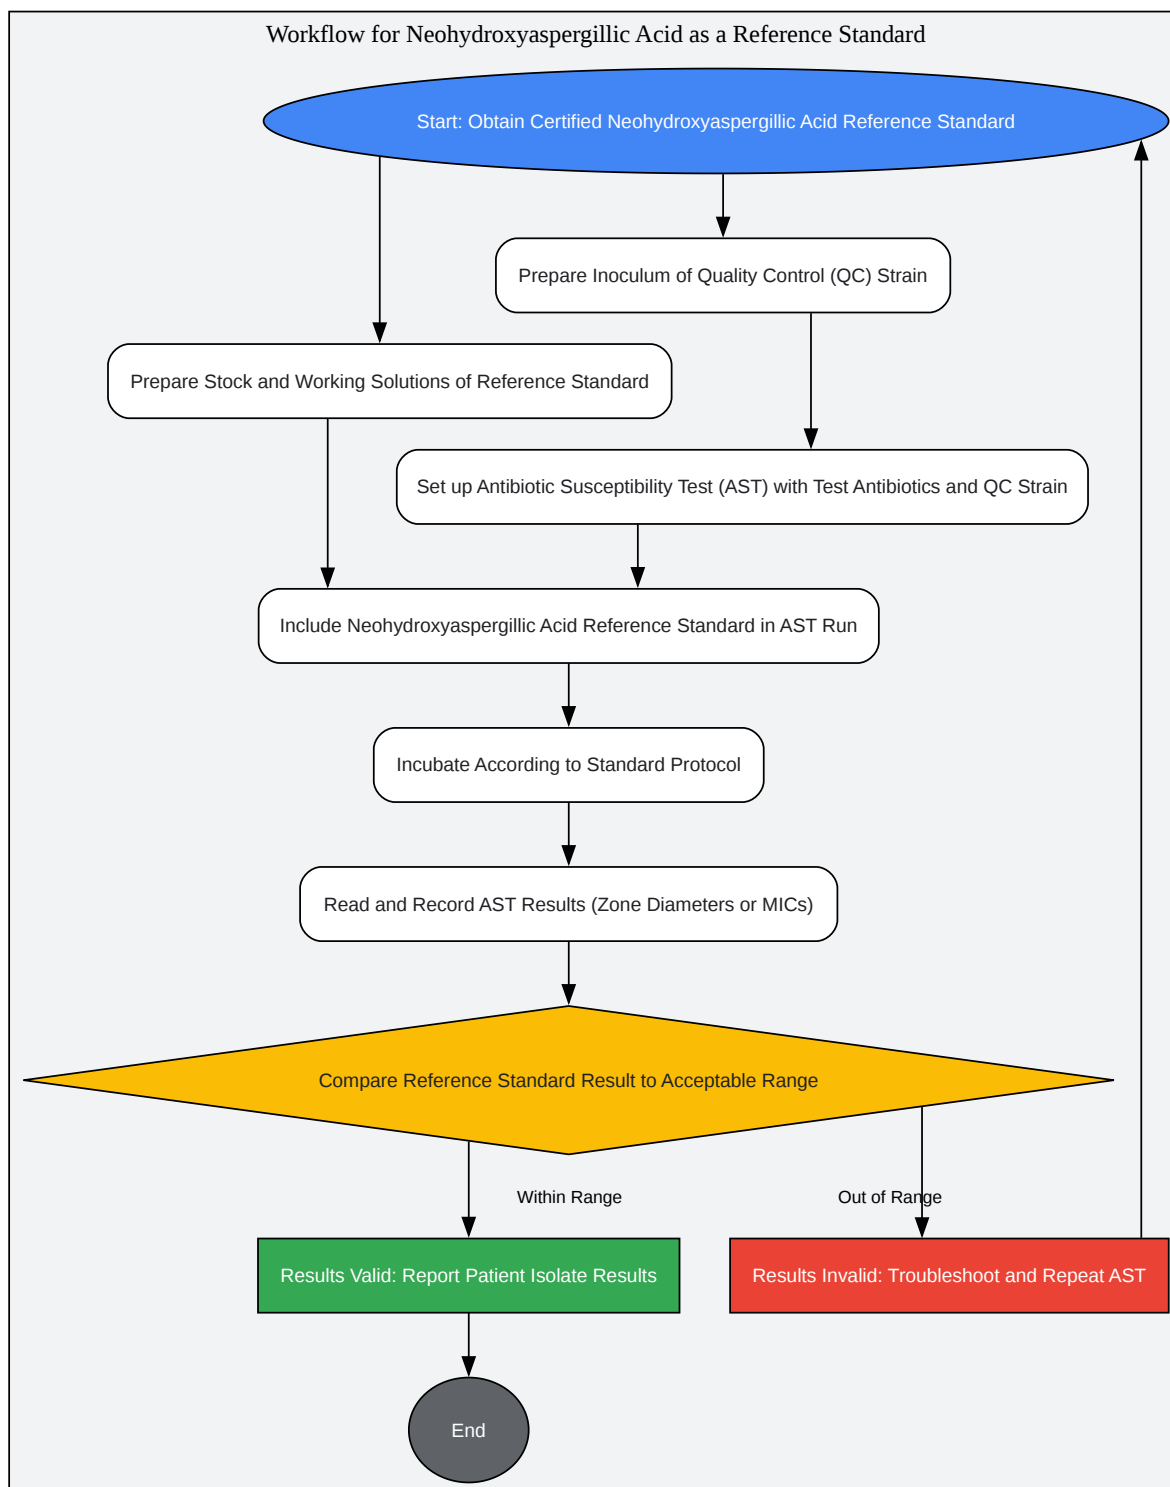 Workflow for Neohydroxyaspergillic Acid as a Reference Standard
Start: Obtain Certified Neohydroxyaspergillic Acid Reference Standard
Prepare Inoculum of Quality Control (QC) Strain
Prepare Stock and Working Solutions of Reference Standard
Set up Antibiotic Susceptibility Test (AST) with Test Antibiotics and QC Strain
Include Neohydroxyaspergillic Acid Reference Standard in AST Run
Incubate According to Standard Protocol
Read and Record AST Results (Zone Diameters or MICs)
Compare Reference Standard Result to Acceptable Range
Within Range
Out of Range
Results Valid: Report Patient Isolate Results
Results Invalid: Troubleshoot and Repeat AST
End